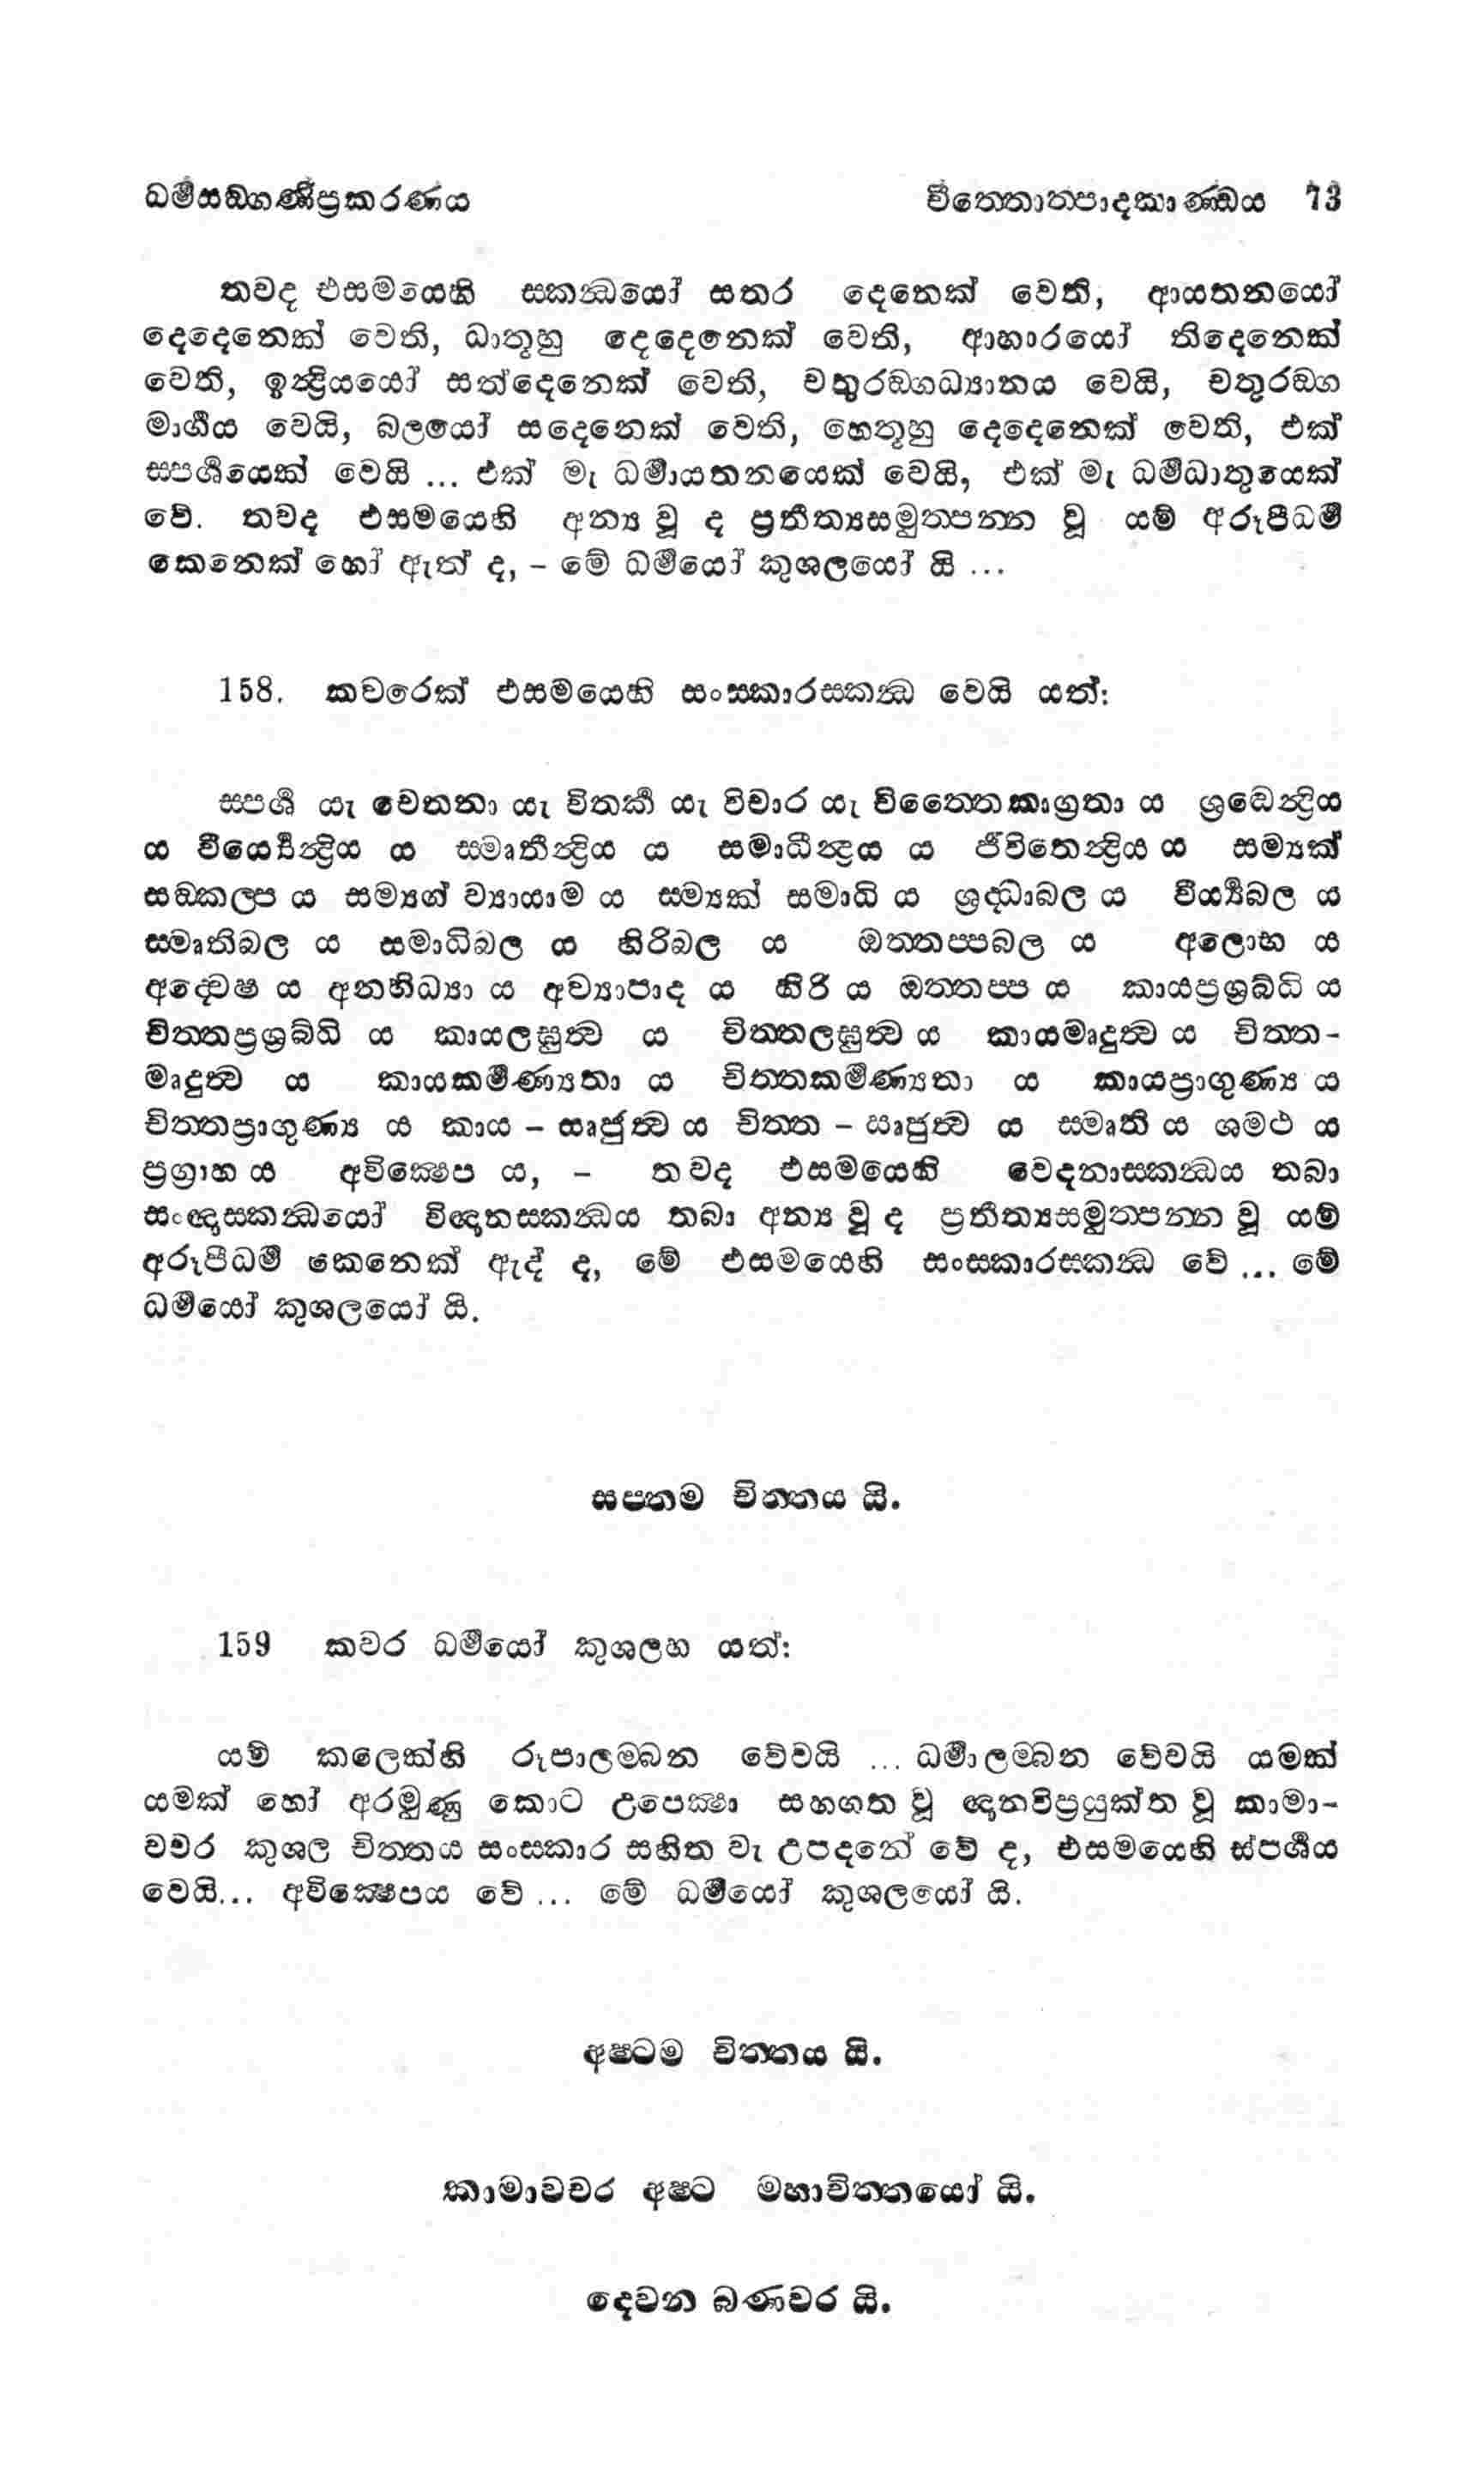 ධර්‍මසඞ්ගණීප්‍රකරණය චිත්තොත්පාදකාණ්ඩය 73
තවද එසමයෙහි ස්කන්‍ධයෝ සතර දෙනෙක් වෙති, ආයතනයෝ
දෙදෙනෙක් වෙති, ධාතූහු දෙදෙනෙක් වෙති, ආහාරයෝ තිදෙනෙක්
වෙති, ඉන්‍ද්‍රියයෝ සත්දෙනෙක් වෙති, චතුරඞ්ගධ්‍යානය වෙයි, චතුරඞ්ග
මාර්‍ගය වෙයි, බලයෝ සදෙනෙක් වෙති, හෙතූහු දෙදෙනෙක් වෙති, එක්
ස්පර්‍ශයෙක් වෙයි ... එක් මැ ධර්‍මායතනයෙක් වෙයි, එක් මැ ධර්‍මධාතුයෙක්
වේ. තවද එසමයෙහි අන්‍ය වූ ද ප්‍රතීත්‍යසමුත්පන්න වූ යම් අරූපීධර්‍ම
කෙනෙක් හෝ ඇත් ද, – මේ ධර්‍මයෝ කුශලයෝ යි ...
158. කවරෙක් එසමයෙහි සංස්කාරස්කන්‍ධ වෙයි යත්:
ස්පර්‍ශ යැ චෙතනා යැ විතර්‍ක යැ විචාර යැ චිත්තෛකාග්‍රතා ය ශ්‍රද්‍ධෙන්‍ද්‍රිය
ය වීර්‍ය්‍යෙන්‍ද්‍රිය ය ස්මෘතීන්‍ද්‍රිය ය සමාධීන්‍ද්‍රය ය ජීවිතෙන්‍ද්‍රිය ය සම්‍යක්
සඞ්කල්ප ය සම්‍යග් ව්‍යායාම ය සම්‍යක් සමාධි ය ශ්‍රද්‍ධාබල ය වීර්‍ය්‍යබල ය
ස්මෘතිබල ය සමාධිබල ය හිරිබල ය ඔත්තප්පබල ය අලොභ ය
අද්වෙෂ ය අනභිධ්‍යා ය අව්‍යාපාද ය හිරි ය ඔත්තප්ප ය කායප්‍රශ්‍රබ්ධි ය
චිත්තප්‍රශ්‍රබ්ධි ය කායලඝුත්‍ව ය චිත්තලඝුත්‍ව ය කායමෘදුත්‍ව ය චිත්ත-
මෘදුත්‍ව ය කායකර්‍මණ්‍යතා ය චිත්තකර්‍මණ්‍යතා ය කායප්‍රාගුණ්‍ය ය
චිත්තප්‍රාගුණ්‍ය ය කාය – ඍජුත්‍ව ය චිත්ත – ඍජුත්‍ව ය ස්මෘති ය ශමථ ය
ප්‍රග්‍රාහ ය අවික්‍ෂෙප ය, – තවද එසමයෙහි වෙදනාස්කන්‍ධය තබා
සංඥාස්කන්‍ධයෝ විඥානස්කන්‍ධය තබා අන්‍ය වූ ද ප්‍රතීත්‍යසමුත්පන්න වූ යම්
අරූපීධර්‍ම කෙනෙක් ඇද් ද, මේ එසමයෙහි සංස්කාරස්කන්‍ධ වේ ... මේ
ධර්‍මයෝ කුශලයෝ යි.
සප්තම චිත්තය යි.
159 කවර ධර්‍මයෝ කුශලහ යත්:
යම් කලෙක්හි රූපාලම්බන වේවයි ... ධර්‍මාලම්බන වේවයි යමක්
යමක් හෝ අරමුණු කොට උපෙක්‍ෂා සහගත වූ ඥානවිප්‍රයුක්ත වූ කාමා-
වචර කුශල චිත්තය සංස්කාර සහිත වැ උපදනේ වේ ද, එසමයෙහි ස්පර්‍ශය
වෙයි... අවික්‍ෂෙපය වේ ... මේ ධර්‍මයෝ කුශලයෝ යි.
අෂ්ටම චිත්තය යි.
කාමාවචර අෂ්ට මහාචිත්තයෝ යි.
දෙවන බණවර යි.